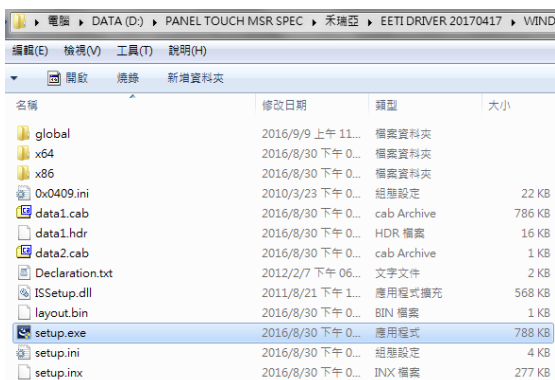 電腦 ▸ DATA (D:) ▸ PANEL TOUCH MSR SPEC ▸ 禾瑞亞 ▸ EETI DRIVER 20170417 ▸ WIND
編輯(E) 檢視(V) 工具(T) 說明(H)
開啟 燒錄 新增資料夾
名稱 修改日期 類型 大小
global 2016/9/9 上午 11... 檔案資料夾
x64 2016/8/30 下午 0... 檔案資料夾
x86 2016/8/30 下午 0... 檔案資料夾
0x0409.ini 2010/3/23 下午 0... 組態設定 22 KB
data1.cab 2016/8/30 下午 0... cab Archive 786 KB
data1.hdr 2016/8/30 下午 0... HDR 檔案 16 KB
data2.cab 2016/8/30 下午 0... cab Archive 1 KB
Declaration.txt 2012/2/7 下午 06... 文字文件 2 KB
ISSetup.dll 2011/8/21 下午 1... 應用程式擴充 568 KB
layout.bin 2016/8/30 下午 0... BIN 檔案 1 KB
setup.exe 2016/8/30 下午 0... 應用程式 788 KB
setup.ini 2016/8/30 下午 0... 組態設定 4 KB
setup.inx 2016/8/30 下午 0... INX 檔案 277 KB